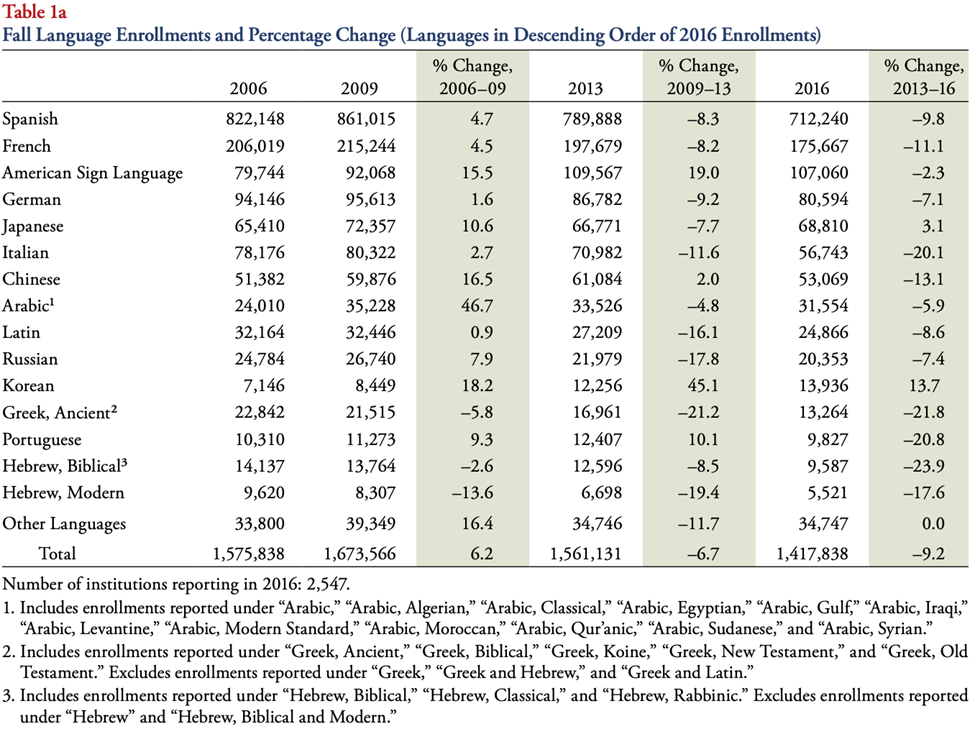 Table 1a
Fall Language Enrollments and Percentage Change (Languages in Descending Order of 2016 Enrollments)
% Change, % Change, % Change,
2006 2009 2006–09 2013 2009–13 2016 2013–16
Spanish 822,148 861,015 4.7 789,888 –8.3 712,240 –9.8
French 206,019 215,244 4.5 197,679 –8.2 175,667 –11.1
American Sign Language 79,744 92,068 15.5 109,567 19.0 107,060 –2.3
German 94,146 95,613 1.6 86,782 –9.2 80,594 –7.1
Japanese 65,410 72,357 10.6 66,771 –7.7 68,810 3.1
Italian 78,176 80,322 2.7 70,982 –11.6 56,743 –20.1
Chinese 51,382 59,876 16.5 61,084 2.0 53,069 –13.1
Arabic¹ 24,010 35,228 46.7 33,526 –4.8 31,554 –5.9
Latin 32,164 32,446 0.9 27,209 –16.1 24,866 –8.6
Russian 24,784 26,740 7.9 21,979 –17.8 20,353 –7.4
Korean 7,146 8,449 18.2 12,256 45.1 13,936 13.7
Greek, Ancient² 22,842 21,515 –5.8 16,961 –21.2 13,264 –21.8
Portuguese 10,310 11,273 9.3 12,407 10.1 9,827 –20.8
Hebrew, Biblical³ 14,137 13,764 –2.6 12,596 –8.5 9,587 –23.9
Hebrew, Modern 9,620 8,307 –13.6 6,698 –19.4 5,521 –17.6
Other Languages 33,800 39,349 16.4 34,746 –11.7 34,747 0.0
Total 1,575,838 1,673,566 6.2 1,561,131 –6.7 1,417,838 –9.2
Number of institutions reporting in 2016: 2,547.
1. Includes enrollments reported under “Arabic,” “Arabic, Algerian,” “Arabic, Classical,” “Arabic, Egyptian,” “Arabic, Gulf,” “Arabic, Iraqi,”
“Arabic, Levantine,” “Arabic, Modern Standard,” “Arabic, Moroccan,” “Arabic, Qur’anic,” “Arabic, Sudanese,” and “Arabic, Syrian.”
2. Includes enrollments reported under “Greek, Ancient,” “Greek, Biblical,” “Greek, Koine,” “Greek, New Testament,” and “Greek, Old
Testament.” Excludes enrollments reported under “Greek,” “Greek and Hebrew,” and “Greek and Latin.”
3. Includes enrollments reported under “Hebrew, Biblical,” “Hebrew, Classical,” and “Hebrew, Rabbinic.” Excludes enrollments reported
under “Hebrew” and “Hebrew, Biblical and Modern.”